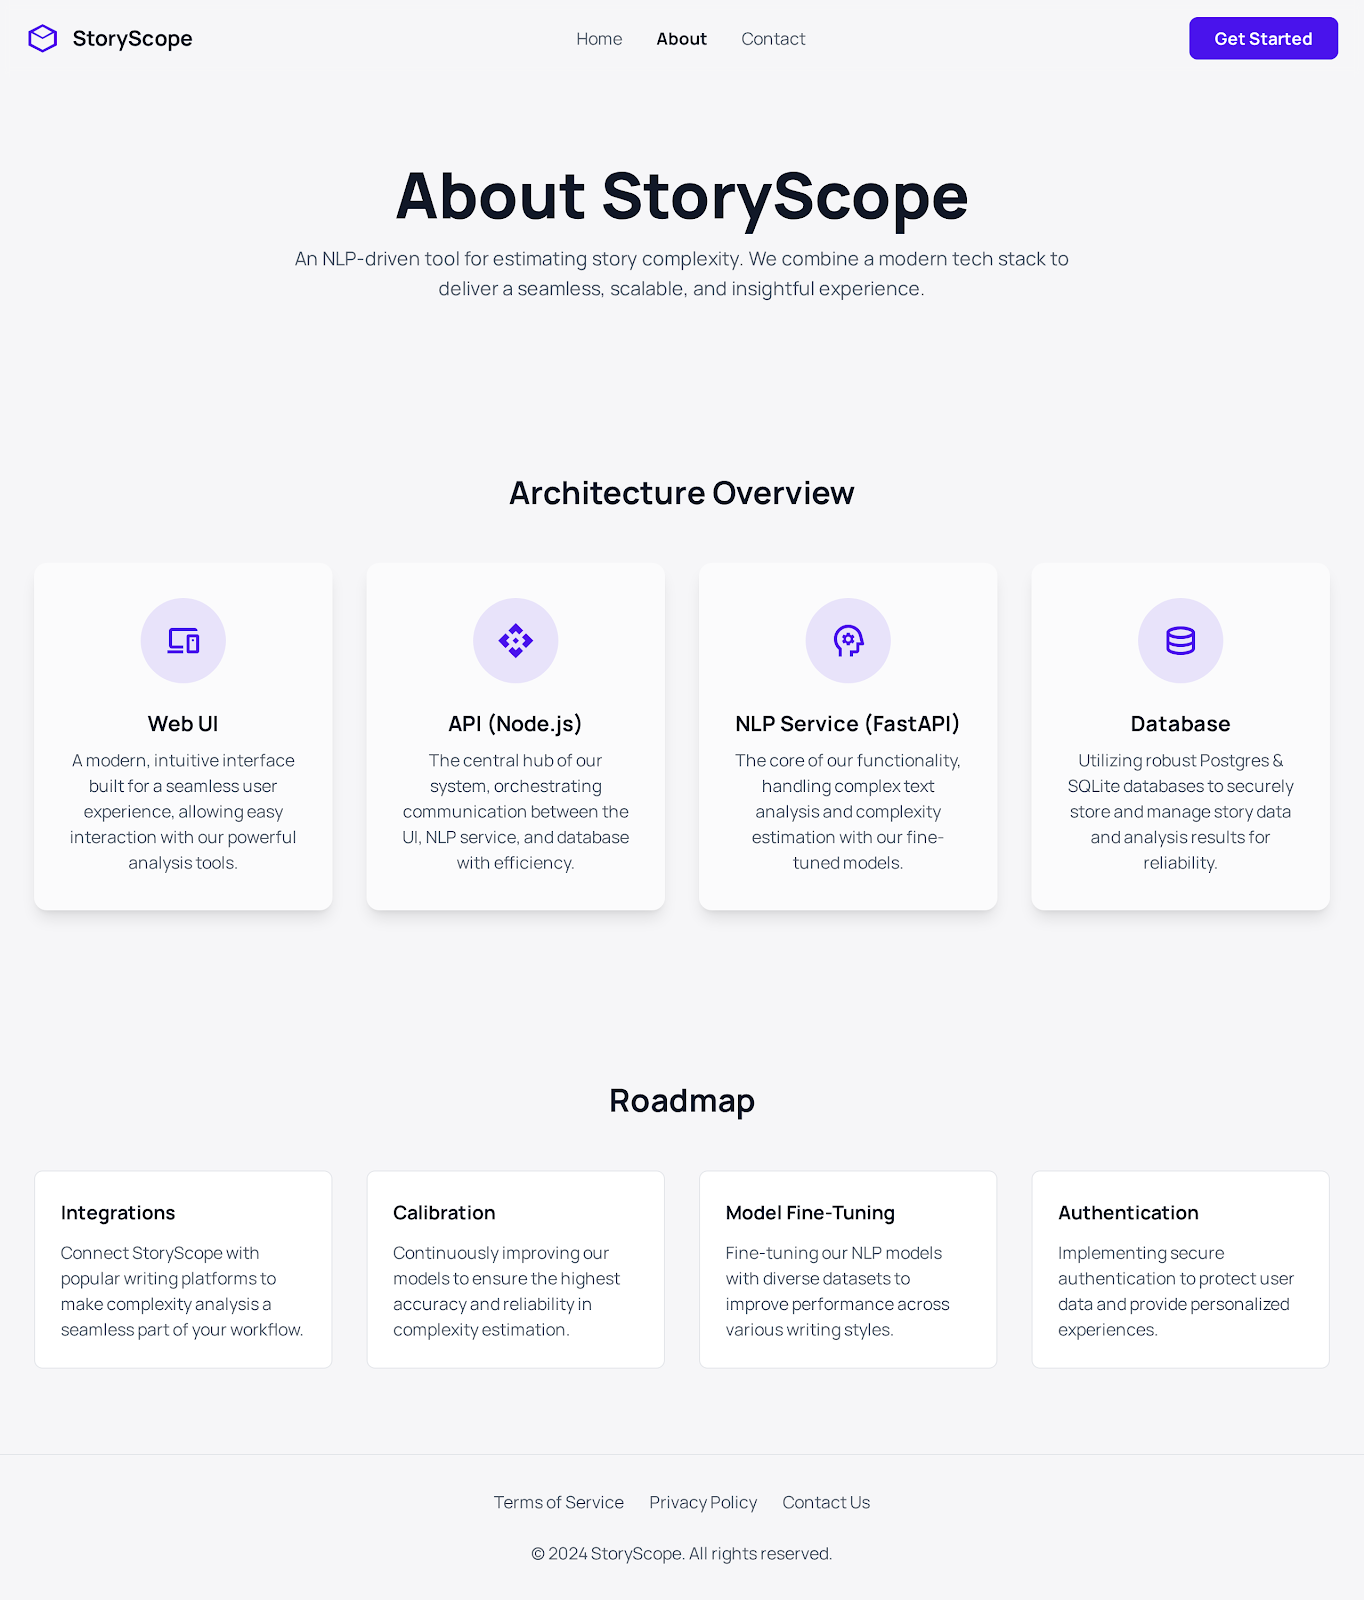 StoryScope
Home About Contact
Get Started
About StoryScope
An NLP-driven tool for estimating story complexity. We combine a modern tech stack to
deliver a seamless, scalable, and insightful experience.
Architecture Overview
Web UI
A modern, intuitive interface
built for a seamless user
experience, allowing easy
interaction with our powerful
analysis tools.
API (Node.js)
The central hub of our
system, orchestrating
communication between the
UI, NLP service, and database
with efficiency.
NLP Service (FastAPI)
The core of our functionality,
handling complex text
analysis and complexity
estimation with our fine-
tuned models.
Database
Utilizing robust Postgres &
SQLite databases to securely
store and manage story data
and analysis results for
reliability.
Roadmap
Integrations
Connect StoryScope with
popular writing platforms to
make complexity analysis a
seamless part of your workflow.
Calibration
Continuously improving our
models to ensure the highest
accuracy and reliability in
complexity estimation.
Model Fine-Tuning
Fine-tuning our NLP models
with diverse datasets to
improve performance across
various writing styles.
Authentication
Implementing secure
authentication to protect user
data and provide personalized
experiences.
Terms of Service Privacy Policy Contact Us
© 2024 StoryScope. All rights reserved.